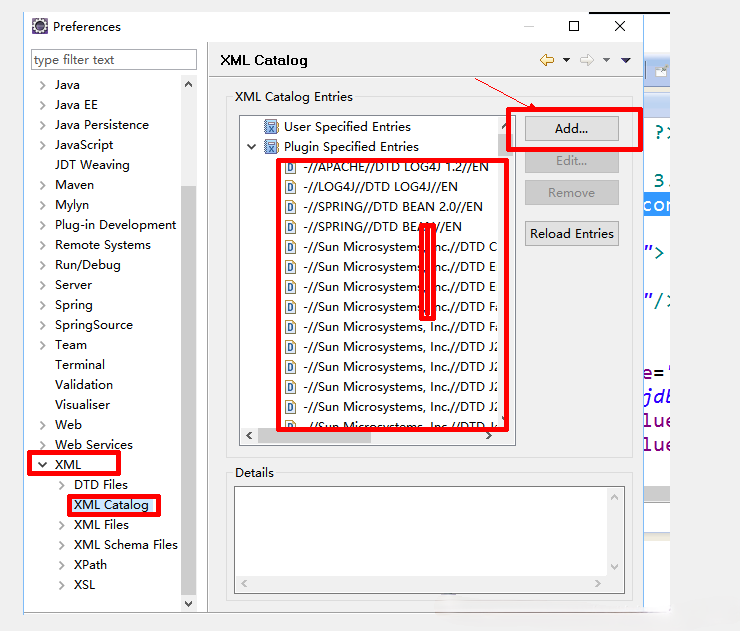 Preferences
type filter text
XML Catalog
Java
Java EE
Java Persistence
JavaScript
JDT Weaving
Maven
Mylyn
Plug-in Development
Remote Systems
Run/Debug
Server
Spring
SpringSource
Team
Terminal
Validation
Visualiser
Web
Web Services
XML
DTD Files
XML Catalog
XML Files
XML Schema Files
XPath
XSL
XML Catalog Entries
User Specified Entries
Plugin Specified Entries
-//APACHE//DTD LOG4J 1.2//EN
-//LOG4J//DTD LOG4J//EN
-//SPRING//DTD BEAN 2.0//EN
-//SPRING//DTD BEAN//EN
-//Sun Microsystems, Inc.//DTD C
-//Sun Microsystems, Inc.//DTD E
-//Sun Microsystems, Inc.//DTD E
-//Sun Microsystems, Inc.//DTD Fa
-//Sun Microsystems, Inc.//DTD Fa
-//Sun Microsystems, Inc.//DTD J2
-//Sun Microsystems, Inc.//DTD J2
-//Sun Microsystems, Inc.//DTD J2
-//Sun Microsystems, Inc.//DTD J2
-//Sun Microsystems, Inc.//DTD
Add...
Edit...
Remove
Reload Entries
Details
?>
3.
con
">
"/>
e="
jdb
lue
lue